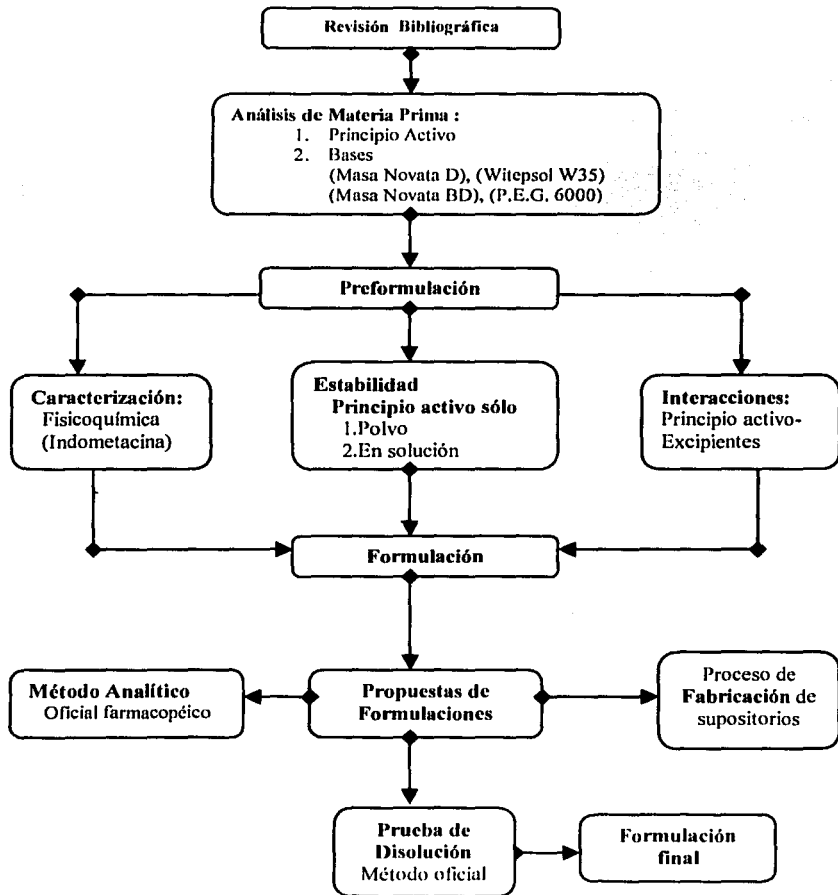 Revisión Bibliográfica
Análisis de Materia Prima :
1. Principio Activo
2. Bases
(Masa Novata D), (Witepsol W35)
(Masa Novata BD), (P.E.G. 6000)
Preformulación
Caracterización:
Fisicoquímica
(Indometacina)
Estabilidad
Principio activo sólo
1.Polvo
2.En solución
Interacciones:
Principio activo-
Excipientes
Formulación
Método Analítico
Oficial farmacopéico
Propuestas de
Formulaciones
Proceso de
Fabricación de
supositorios
Prueba de
Disolución
Método oficial
Formulación
final